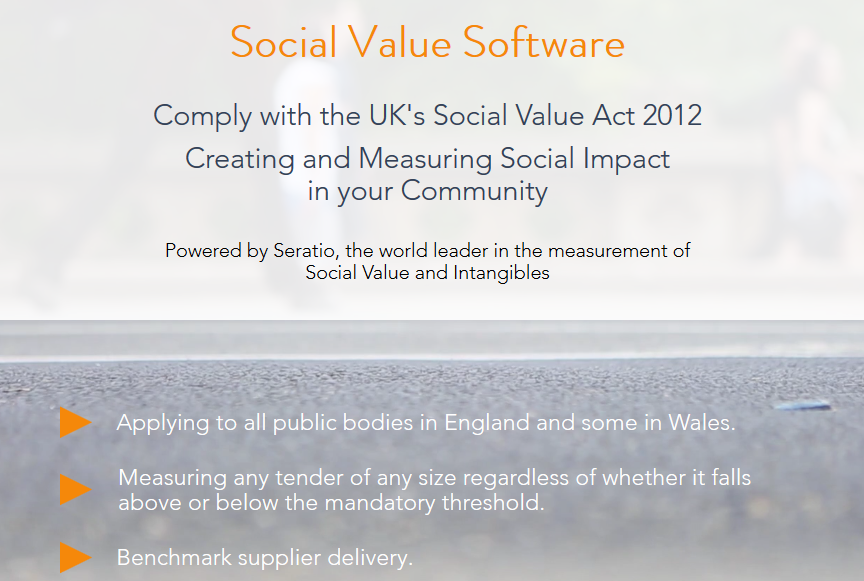 Social Value Software
Comply with the UK's Social Value Act 2012
Creating and Measuring Social Impact
in your Community
Powered by Seratio, the world leader in the measurement of
Social Value and Intangibles
Applying to all public bodies in England and some in Wales.
Measuring any tender of any size regardless of whether it falls
above or below the mandatory threshold.
Benchmark supplier delivery.